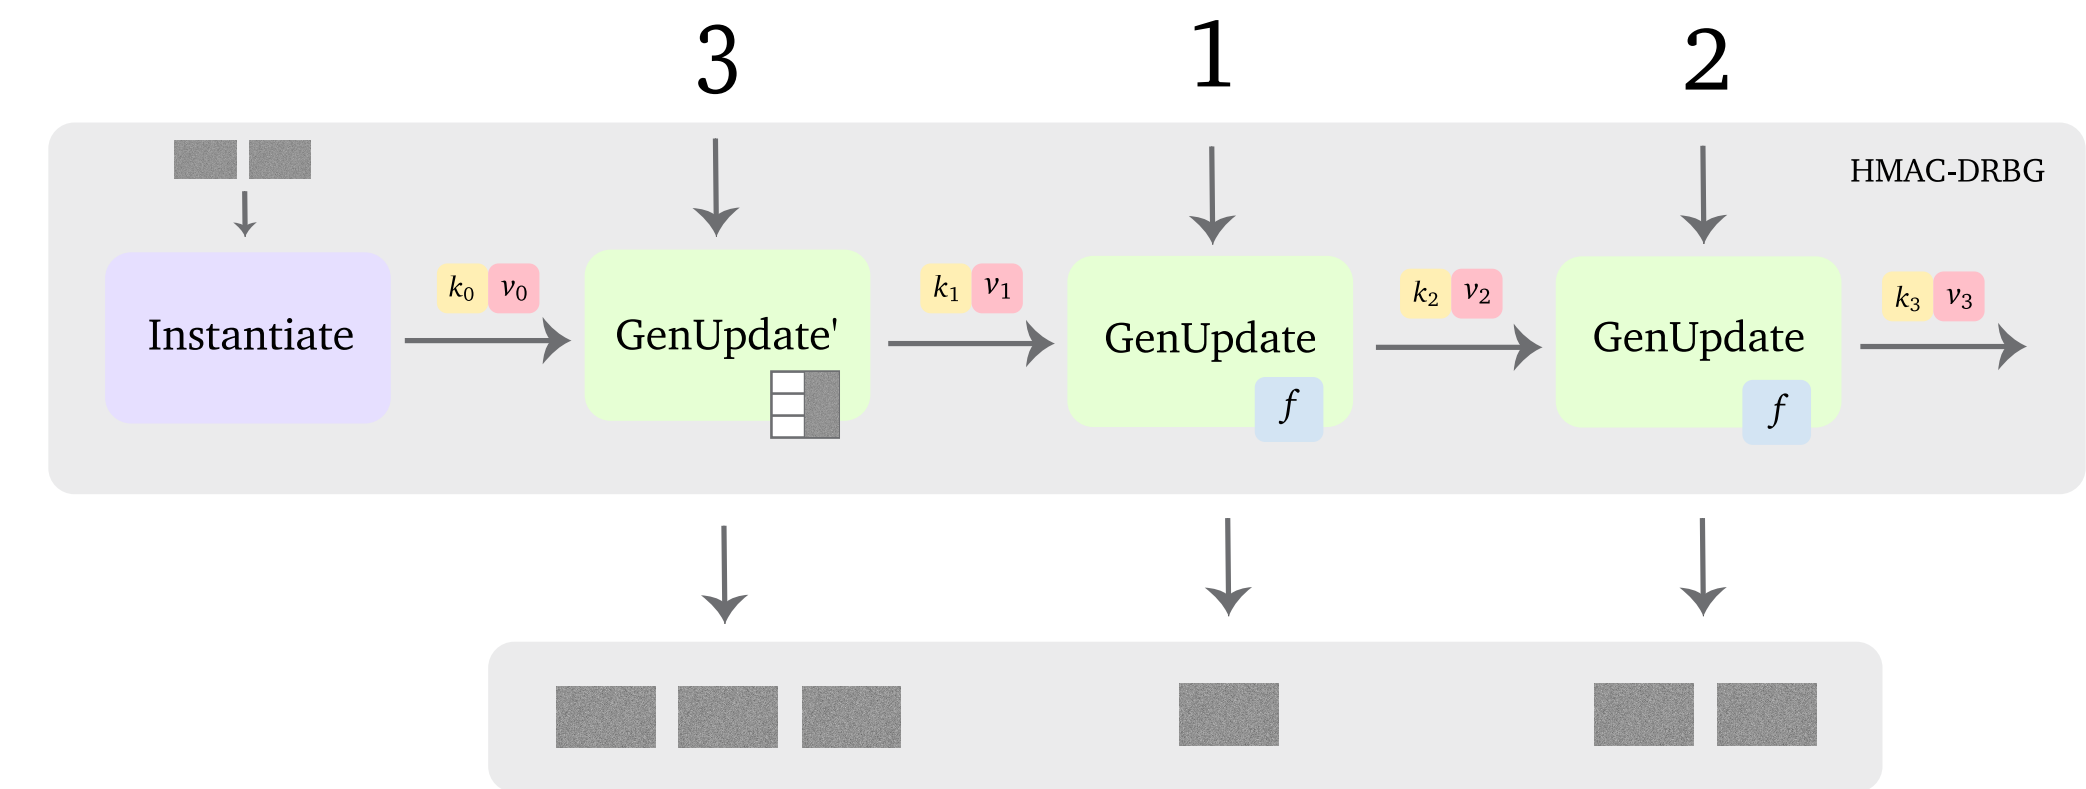 3 1 2
HMAC-DRBG
k₀ v₀ k₁ v₁ k₂ v₂ k₃ v₃
Instantiate GenUpdate' GenUpdate GenUpdate
f f